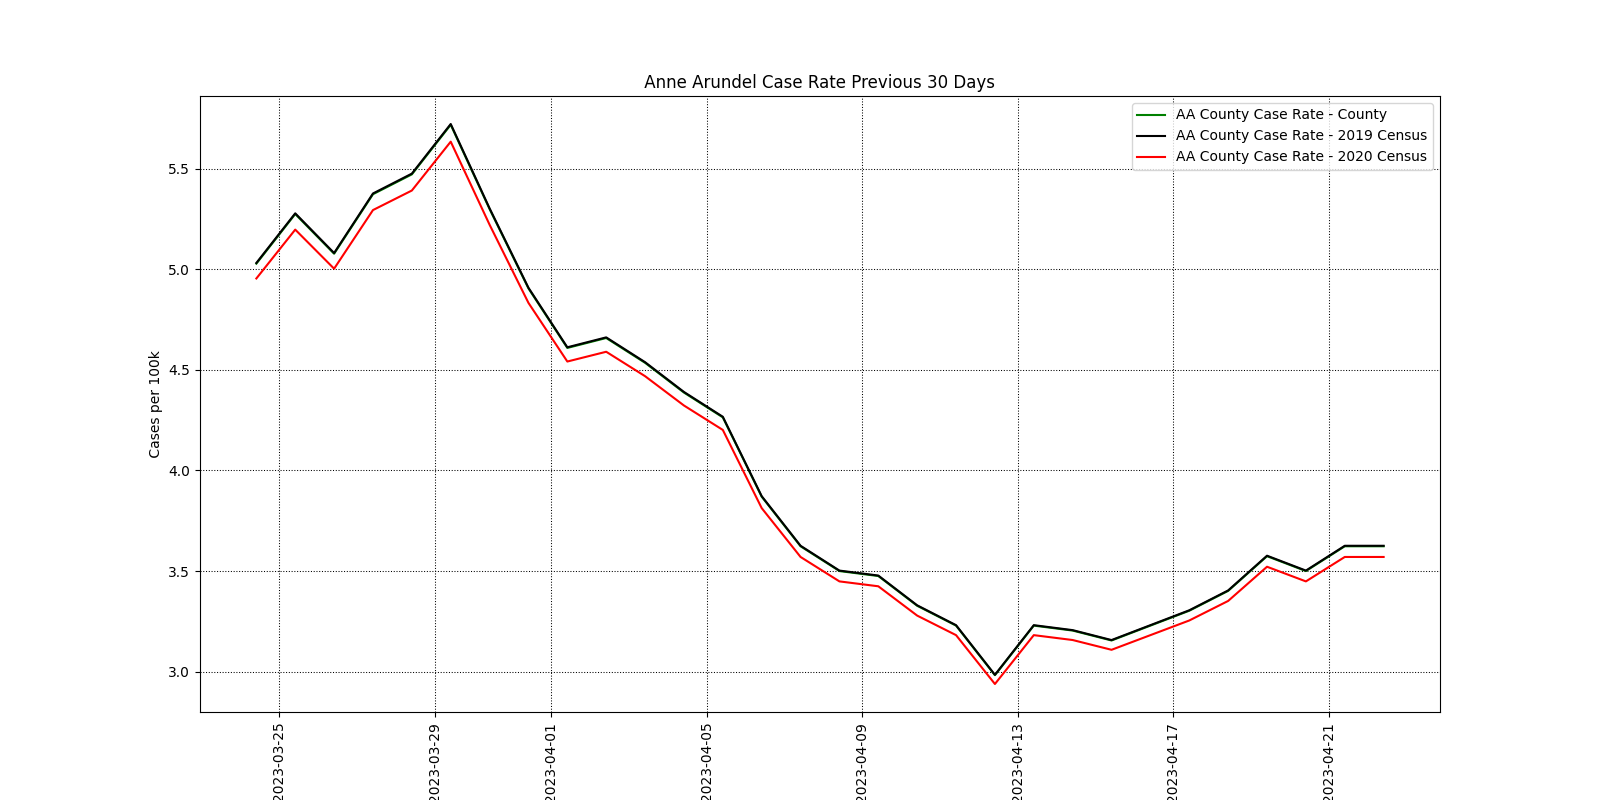 Anne Arundel Case Rate Previous 30 Days
AA County Case Rate - County
AA County Case Rate - 2019 Census
AA County Case Rate - 2020 Census
Cases per 100k
5.5
5.0
4.5
4.0
3.5
3.0
2023-03-25
2023-03-29
2023-04-01
2023-04-05
2023-04-09
2023-04-13
2023-04-17
2023-04-21